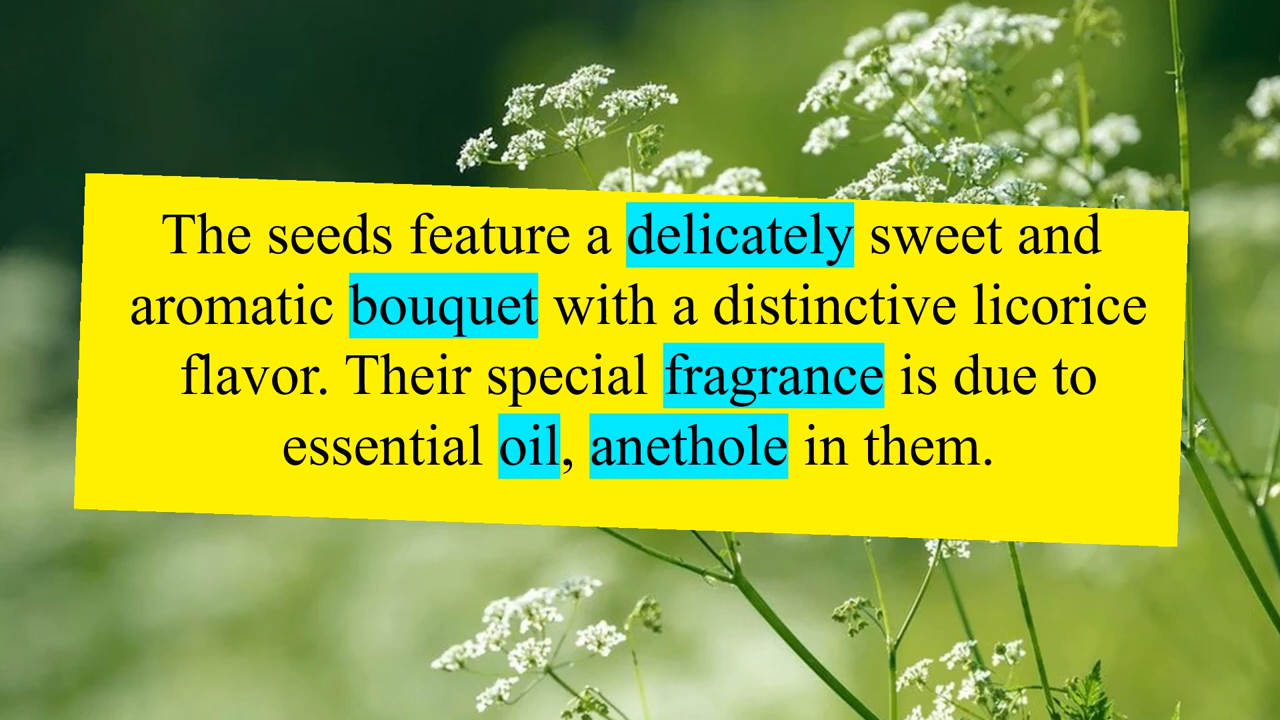 The seeds feature a delicately sweet and
aromatic bouquet with a distinctive licorice
flavor. Their special fragrance is due to
essential oil, anethole in them.